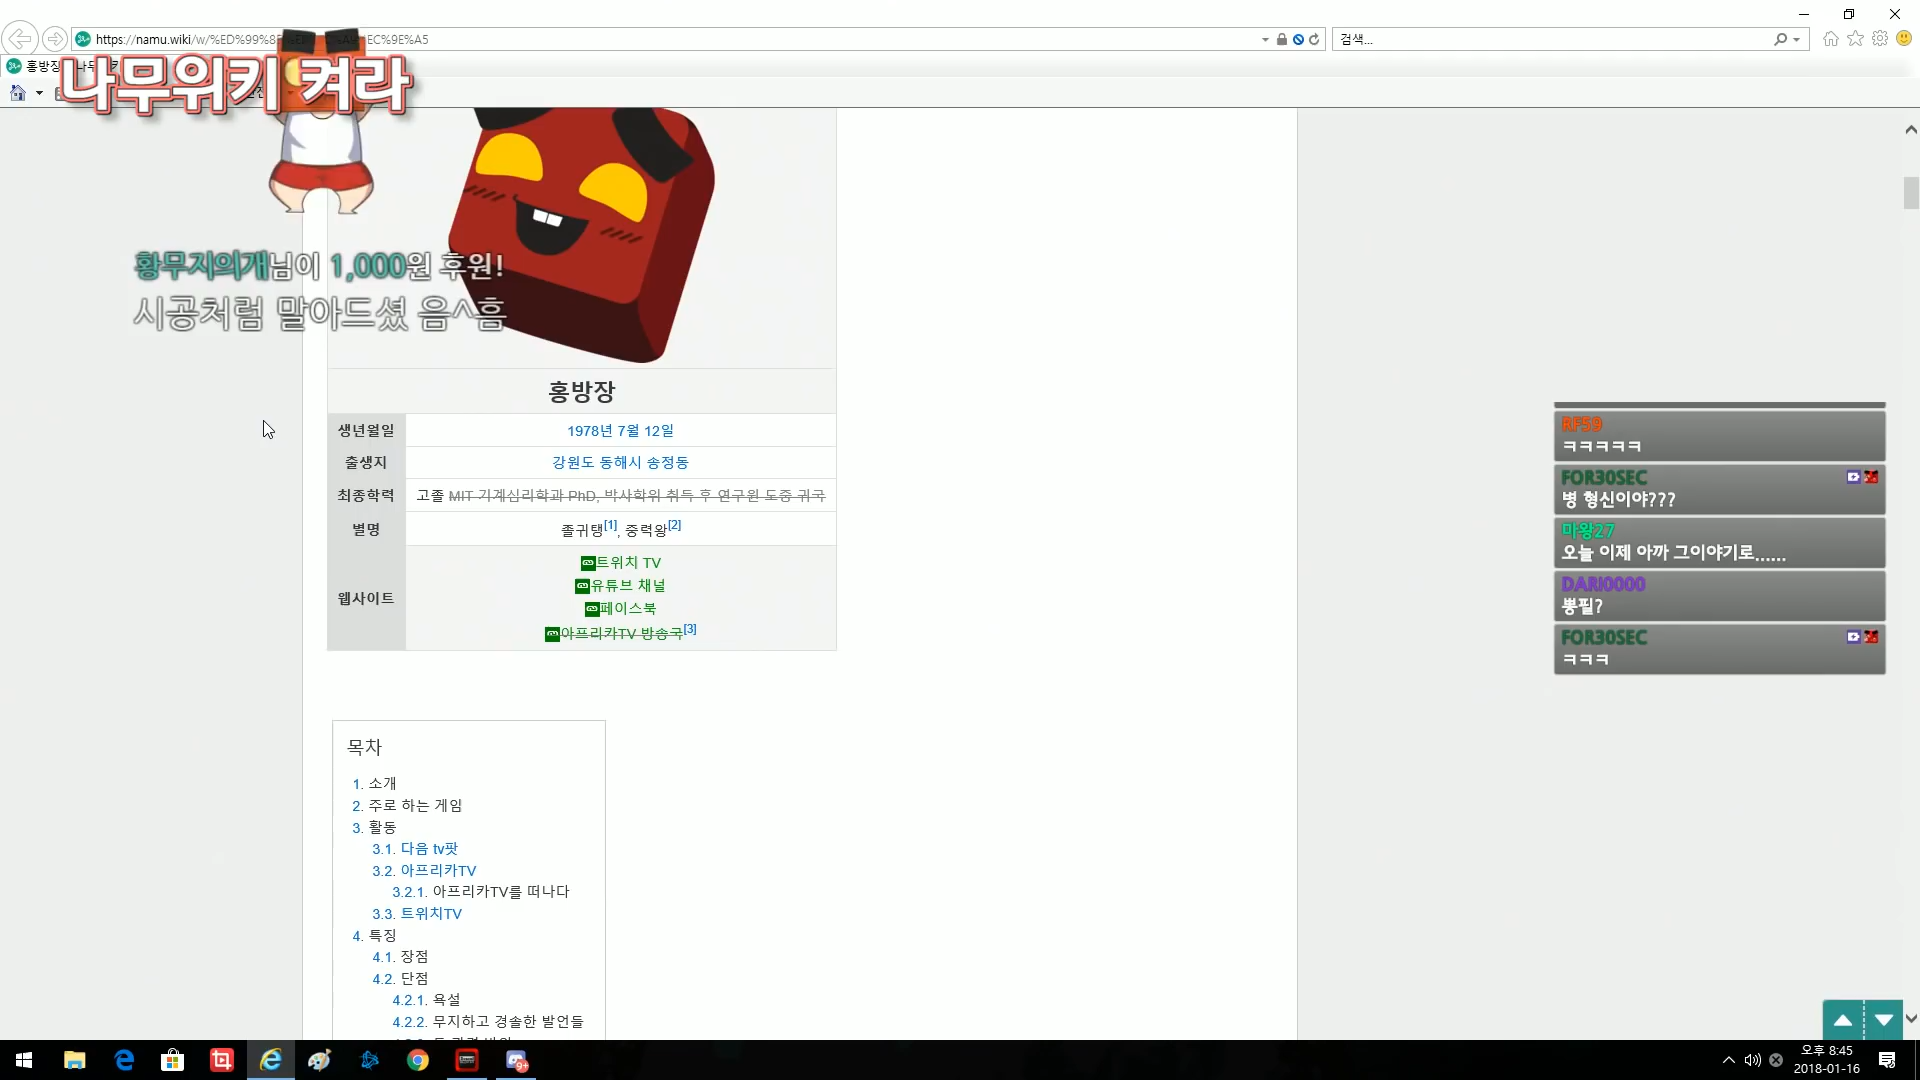 https://namu.wiki/w/%ED%99%8
EC%9E%A5
검색...
홍방장
나무위키 켜라
황무지의개님이 1,000원 후원!
시공처럼 말아드셨 음^흠
홍방장
생년월일 1978년 7월 12일
출생지 강원도 동해시 송정동
최종학력 고졸 MIT 기계심리학과 PhD, 박사학위 취득 후 연구원 도중 귀국
별명 졸귀탱[1], 중력왕[2]
웹사이트
트위치 TV
유튜브 채널
페이스북
아프리카TV 방송국[3]
목차
1. 소개
2. 주로 하는 게임
3. 활동
3.1. 다음 tv팟
3.2. 아프리카TV
3.2.1. 아프리카TV를 떠나다
3.3. 트위치TV
4. 특징
4.1. 장점
4.2. 단점
4.2.1. 욕설
4.2.2. 무지하고 경솔한 발언들
RF59
ㅋㅋㅋㅋㅋ
FOR30SEC
병 형신이야???
마왕27
오늘 이제 아까 그이야기로......
DARI0000
뽕필?
FOR30SEC
ㅋㅋㅋ
9+
오후 8:45
2018-01-16